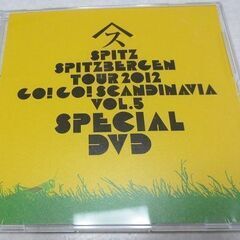 ス
SPITZ
SPITZBERGEN
TOUR 2012
GO! GO! SCANDINAVIA
VOL.5
SPECIAL
DVD